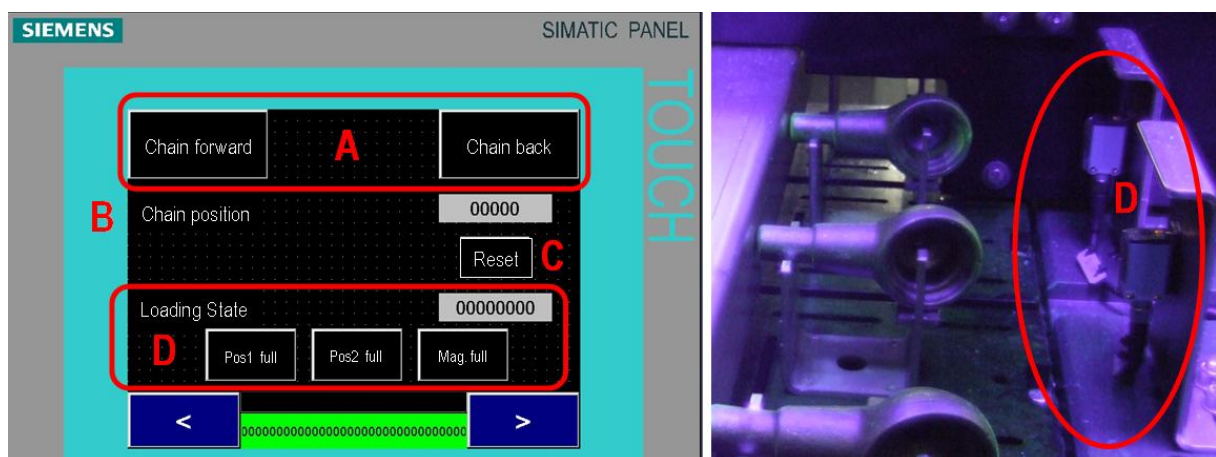 SIEMENS
SIMATIC PANEL
TOUCH
Chain forward
A
Chain back
B
Chain position
00000
Reset
C
Loading State
00000000
D
Pos1 full
Pos2 full
Mag. full
<
>
D